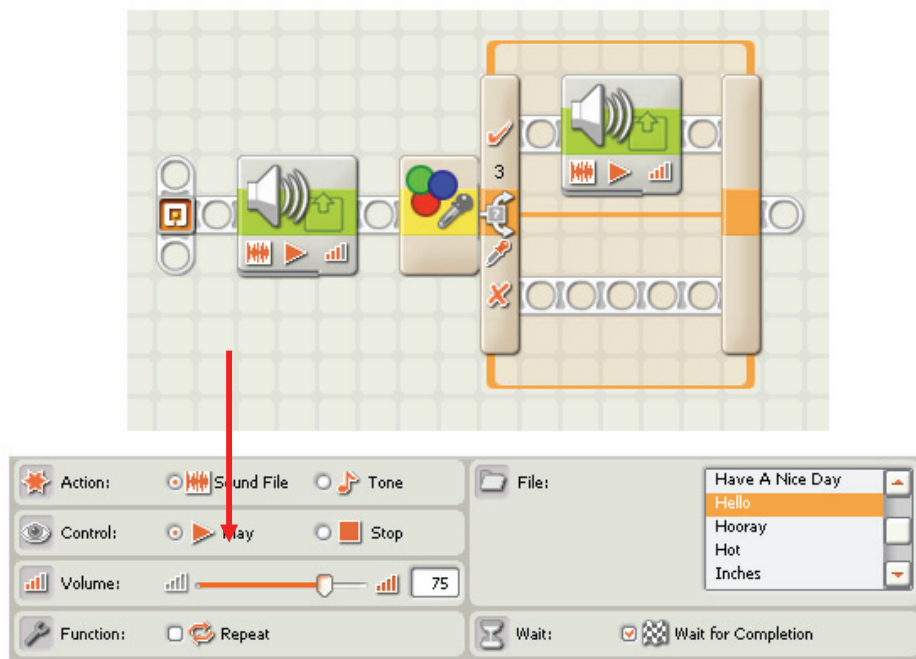 3
Action:
Sound File
Tone
Control:
Play
Stop
Volume:
75
Function:
Repeat
File:
Have A Nice Day
Hello
Hooray
Hot
Inches
Wait:
Wait for Completion